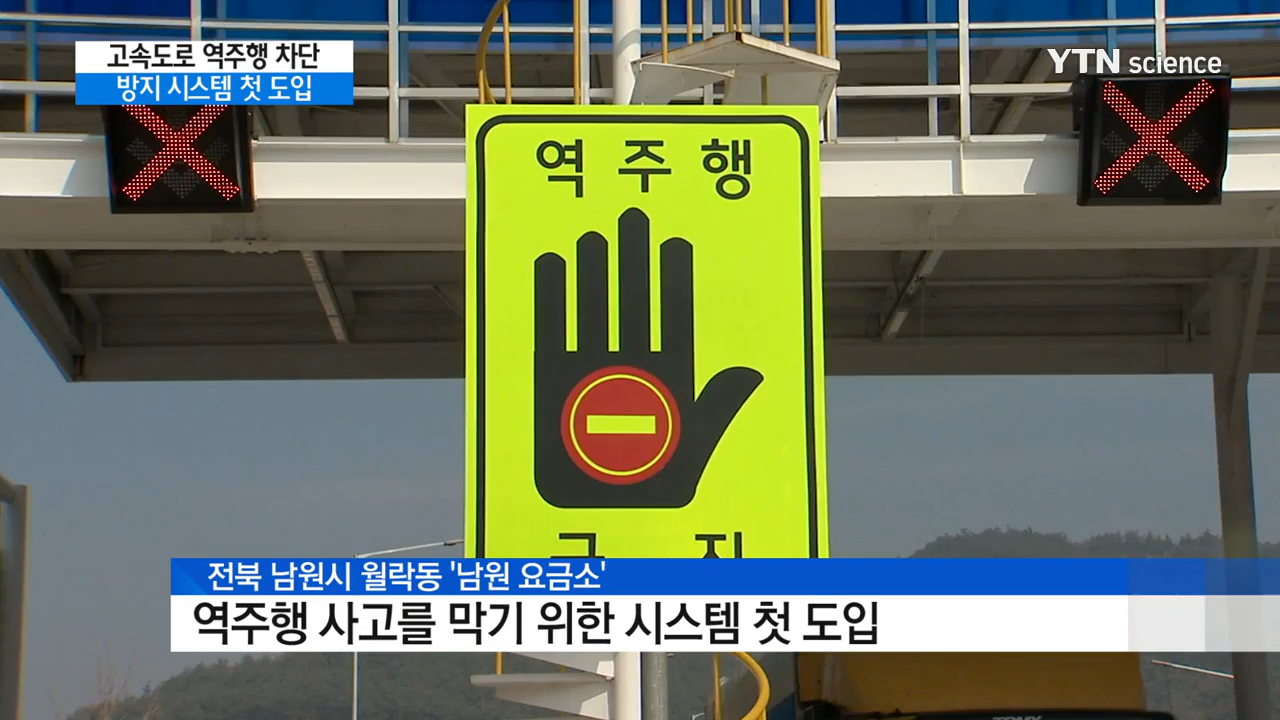 고속도로 역주행 차단
방지 시스템 첫 도입
YTN science
역주행
전북 남원시 월락동 '남원 요금소'
역주행 사고를 막기 위한 시스템 첫 도입